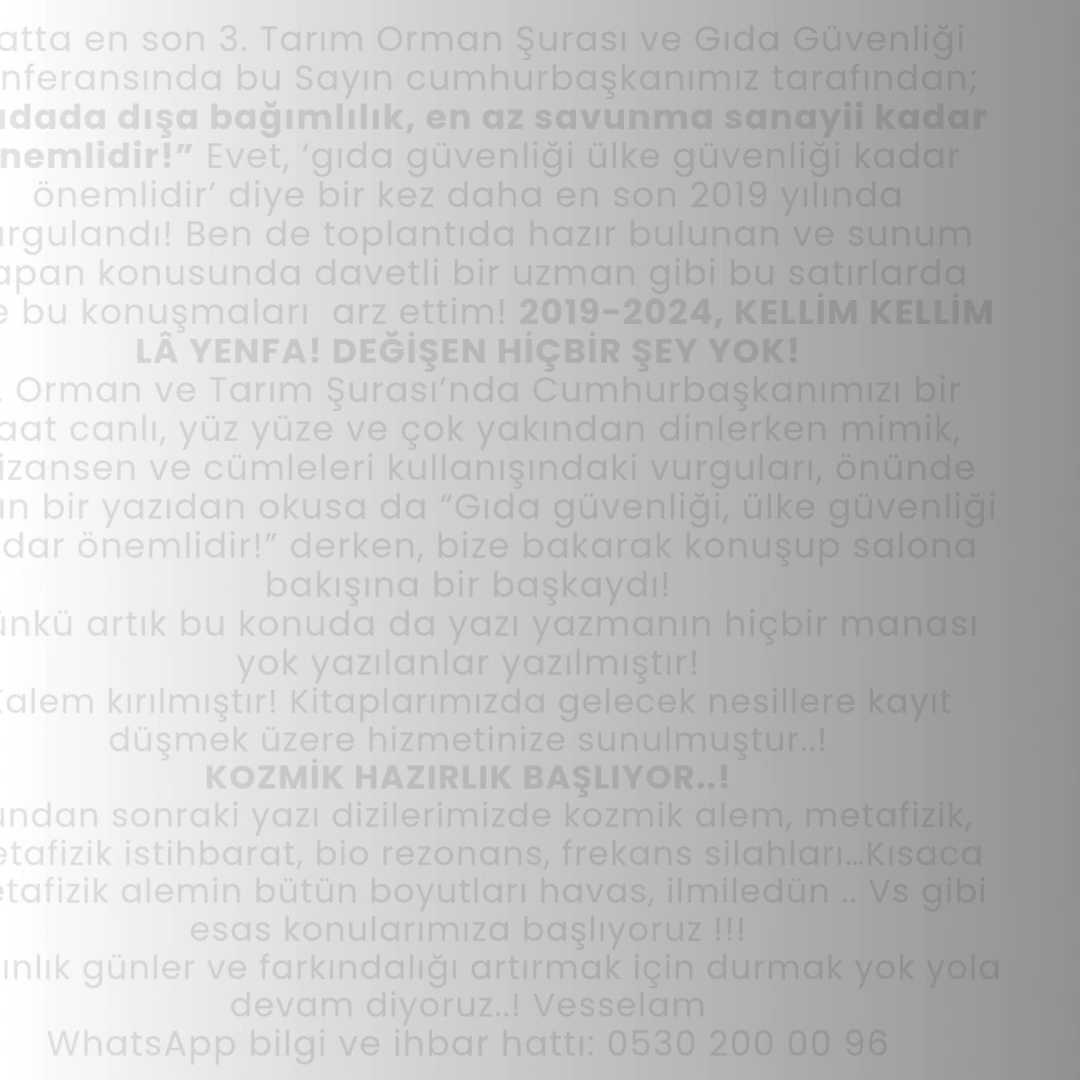 atta en son 3. Tarım Orman Şurası ve Gıda Güvenliği
nferansında bu Sayın cumhurbaşkanımız tarafından;
ıdada dışa bağımlılık, en az savunma sanayii kadar
nemlidir!” Evet, ‘gıda güvenliği ülke güvenliği kadar
önemlidir’ diye bir kez daha en son 2019 yılında
urgulandı! Ben de toplantıda hazır bulunan ve sunum
apan konusunda davetli bir uzman gibi bu satırlarda
e bu konuşmaları arz ettim! 2019-2024, KELLİM KELLİM
LÂ YENFA! DEĞİŞEN HİÇBİR ŞEY YOK!
. Orman ve Tarım Şurası’nda Cumhurbaşkanımızı bir
aat canlı, yüz yüze ve çok yakından dinlerken mimik,
izansen ve cümleleri kullanışındaki vurguları, önünde
an bir yazıdan okusa da “Gıda güvenliği, ülke güvenliği
dar önemlidir!” derken, bize bakarak konuşup salona
bakışına bir başkaydı!
ünkü artık bu konuda da yazı yazmanın hiçbir manası
yok yazılanlar yazılmıştır!
Kalem kırılmıştır! Kitaplarımızda gelecek nesillere kayıt
düşmek üzere hizmetinize sunulmuştur..!
KOZMİK HAZIRLIK BAŞLIYOR..!
undan sonraki yazı dizilerimizde kozmik alem, metafizik,
etafizik istihbarat, bio rezonans, frekans silahları…Kısaca
etafizik alemin bütün boyutları havas, ilmiledün .. Vs gibi
esas konularımıza başlıyoruz !!!
ınlık günler ve farkındalığı artırmak için durmak yok yola
devam diyoruz..! Vesselam
WhatsApp bilgi ve ihbar hattı: 0530 200 00 96